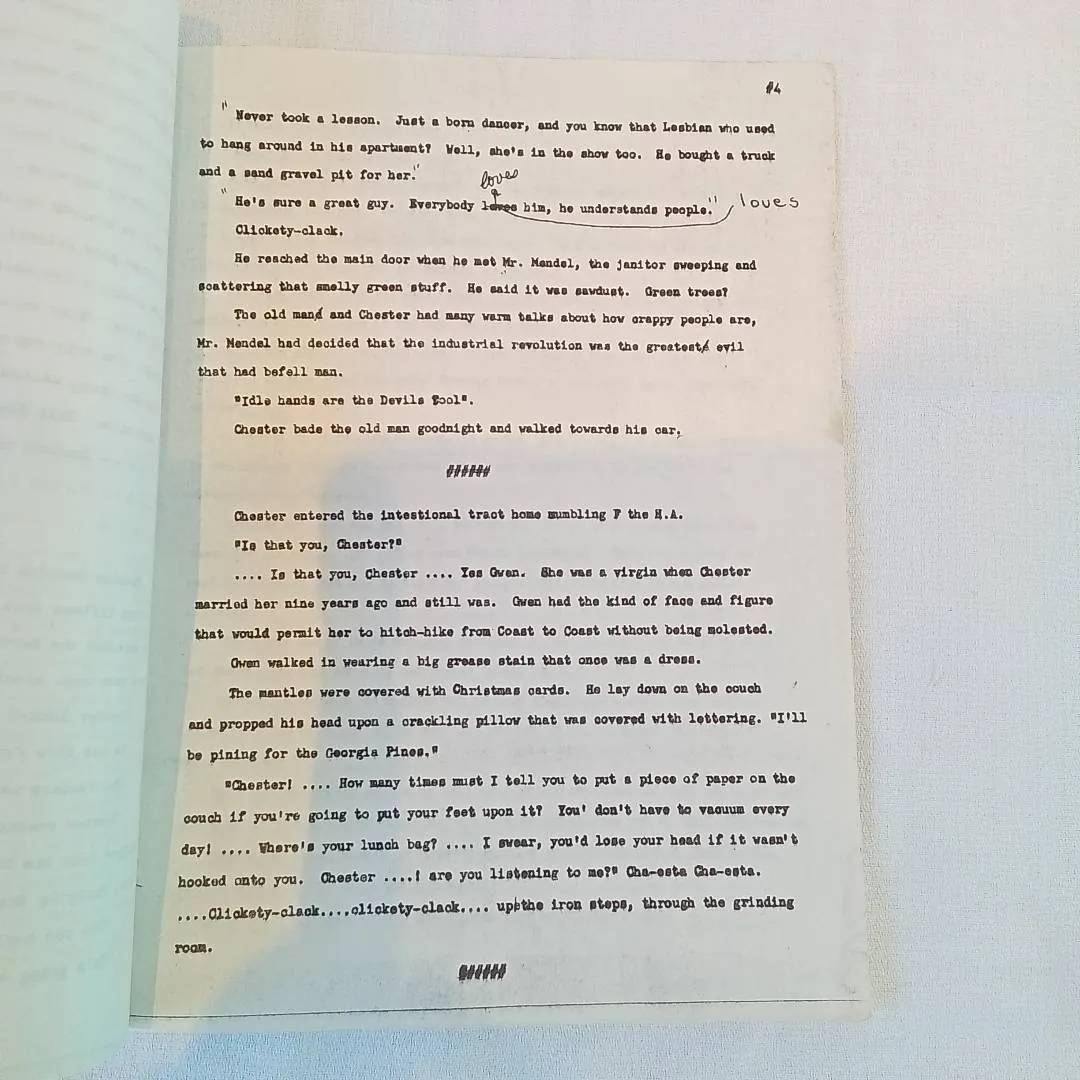 #4
"Never took a lesson. Just a born dancer, and you know that Lesbian who used
to hang around in his apartment? Well, she's in the show too. He bought a truck
and a sand gravel pit for her."
loves
"He's sure a great guy. Everybody loves him, he understands people." loves
Clickety-clack.
He reached the main door when he met Mr. Mendel, the janitor sweeping and
scattering that smelly green stuff. He said it was sawdust. Green trees?
The old man and Chester had many warm talks about how crappy people are,
Mr. Mendel had decided that the industrial revolution was the greatest evil
that had befell man.
"Idle hands are the Devils Tool".
Chester bade the old man goodnight and walked towards his car.
######
Chester entered the intestional tract home mumbling F the H.A.
"Is that you, Chester?"
.... Is that you, Chester .... Yes Gwen. She was a virgin when Chester
married her nine years ago and still was. Gwen had the kind of face and figure
that would permit her to hitch-hike from Coast to Coast without being molested.
Gwen walked in wearing a big grease stain that once was a dress.
The mantles were covered with Christmas cards. He lay down on the couch
and propped his head upon a crackling pillow that was covered with lettering. "I'll
be pining for the Georgia Pines."
"Chester! .... How many times must I tell you to put a piece of paper on the
couch if you're going to put your feet upon it? You' don't have to vacuum every
day! .... Where's your lunch bag? .... I swear, you'd lose your head if it wasn't
hooked onto you. Chester ....! are you listening to me?" Cha-esta Cha-esta.
....Clickety-clack....clickety-clack.... up the iron steps, through the grinding
room.
######